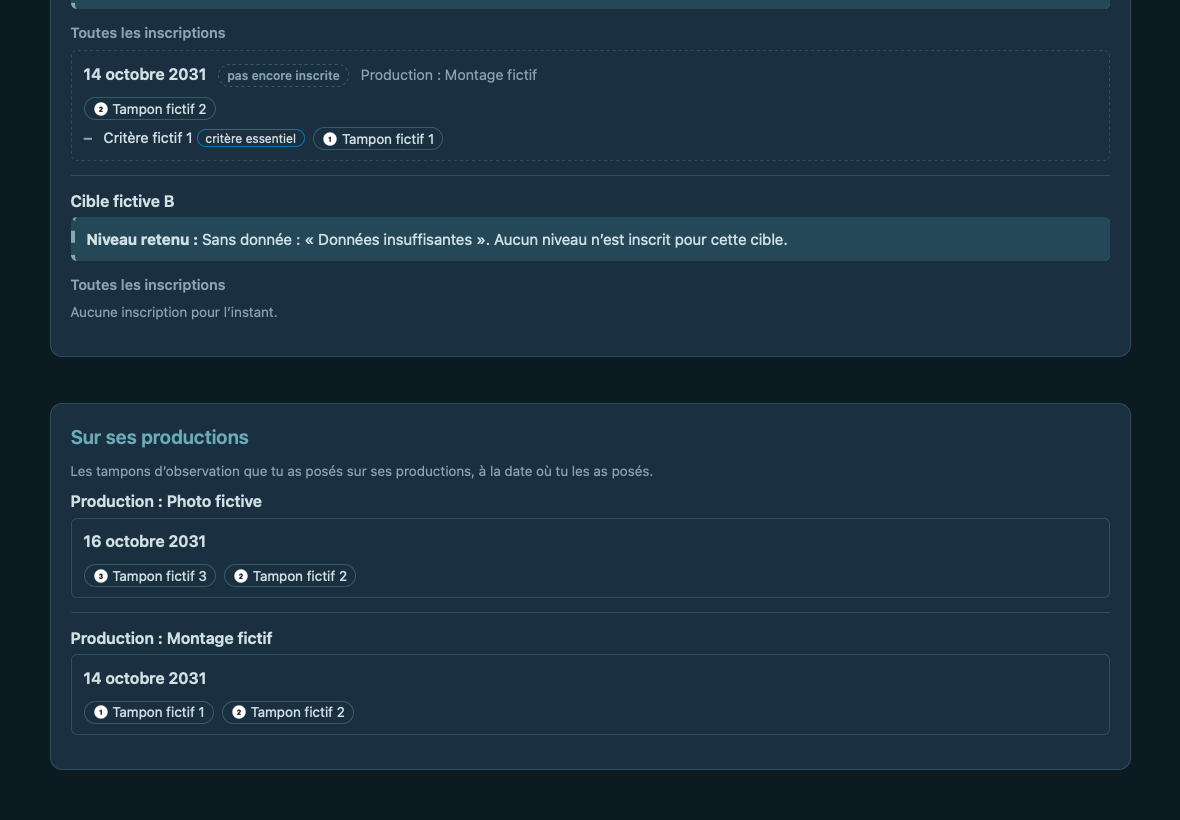 Toutes les inscriptions
14 octobre 2031 pas encore inscrite Production : Montage fictif
2 Tampon fictif 2
– Critère fictif 1 critère essentiel 1 Tampon fictif 1
Cible fictive B
Niveau retenu : Sans donnée : « Données insuffisantes ». Aucun niveau n’est inscrit pour cette cible.
Toutes les inscriptions
Aucune inscription pour l’instant.
Sur ses productions
Les tampons d’observation que tu as posés sur ses productions, à la date où tu les as posés.
Production : Photo fictive
16 octobre 2031
3 Tampon fictif 3 2 Tampon fictif 2
Production : Montage fictif
14 octobre 2031
1 Tampon fictif 1 2 Tampon fictif 2